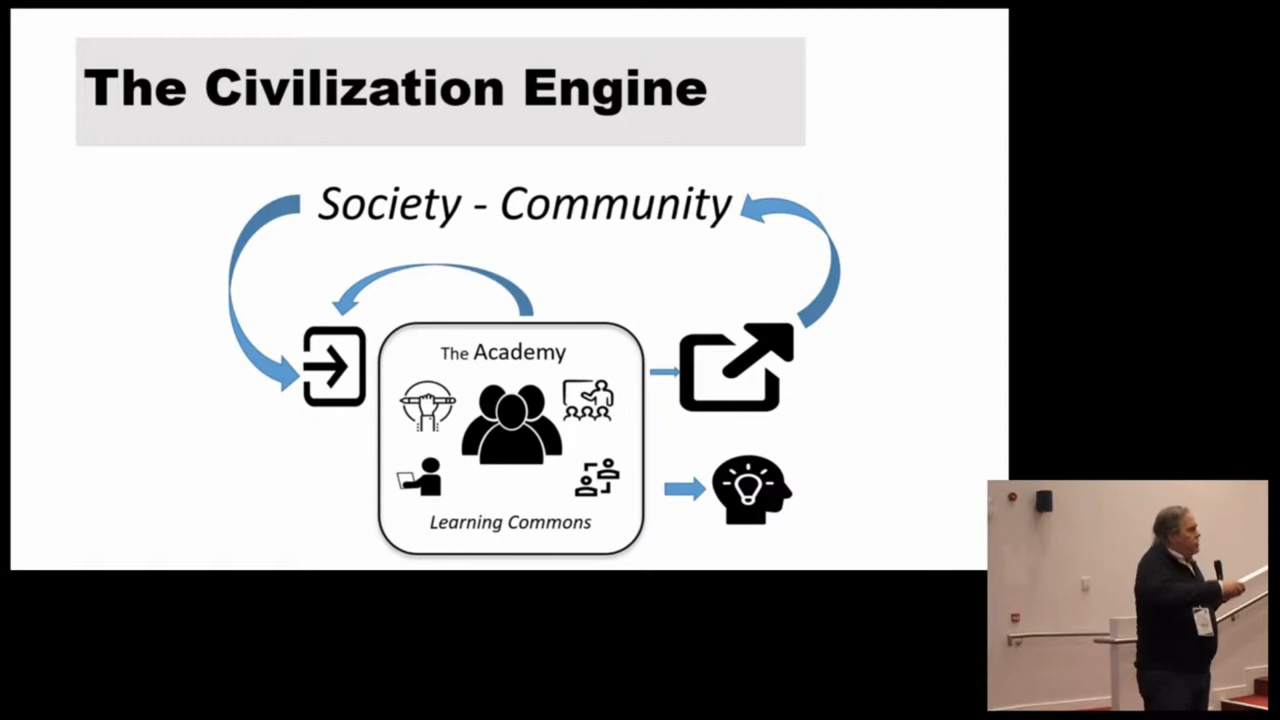 The Civilization Engine
Society - Community
The Academy
Learning Commons